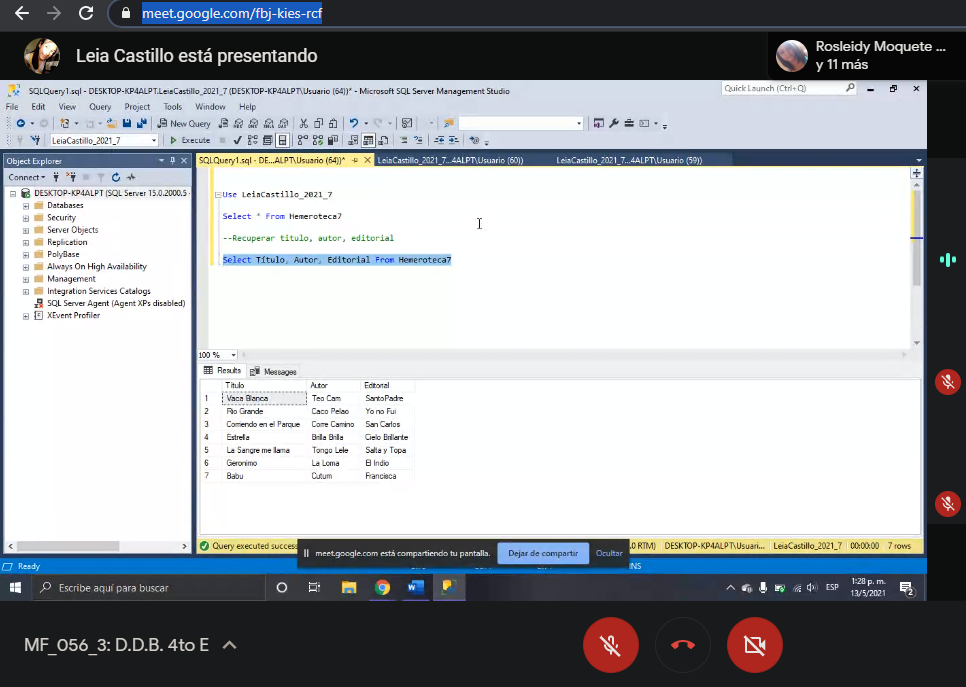 meet.google.com/fbj-kies-rcf
Leia Castillo está presentando
Rosleidy Moquete ...
y 11 más
SQLQuery1.sql - DESKTOP-KP4ALPT.LeiaCastillo_2021_7 (DESKTOP-KP4ALPT\Usuario (64))* - Microsoft SQL Server Management Studio
Quick Launch (Ctrl+Q)
File Edit View Query Project Tools Window Help
New Query
LeiaCastillo_2021_7
Execute
Object Explorer
SQLQuery1.sql - DE...ALPT\Usuario (64))*
LeiaCastillo_2021_7...4ALPT\Usuario (60))
LeiaCastillo_2021_7...4ALPT\Usuario (59))
Connect
DESKTOP-KP4ALPT (SQL Server 15.0.2000.5 -
Databases
Security
Server Objects
Replication
PolyBase
Always On High Availability
Management
Integration Services Catalogs
SQL Server Agent (Agent XPs disabled)
XEvent Profiler
Use LeiaCastillo_2021_7
Select * From Hemeroteca7
--Recuperar titulo, autor, editorial
Select Título, Autor, Editorial From Hemeroteca7
100 %
Results Messages
Título Autor Editorial
1 Vaca Blanca Teo Cam SantoPadre
2 Rio Grande Caco Pelao Yo no Fui
3 Comiendo en el Parque Corre Camino San Carlos
4 Estrella Brilla Brilla Cielo Brillante
5 La Sangre me llama Tongo Lele Salta y Topa
6 Geronimo La Loma El Indio
7 Babu Cutum Francisca
Query executed success
.0 RTM) DESKTOP-KP4ALPT\Usuari... LeiaCastillo_2021_7 00:00:00 7 rows
meet.google.com está compartiendo tu pantalla.
Dejar de compartir
Ocultar
Ready
INS
Escribe aquí para buscar
ESP
1:28 p. m.
13/5/2021
2
MF_056_3: D.D.B. 4to E